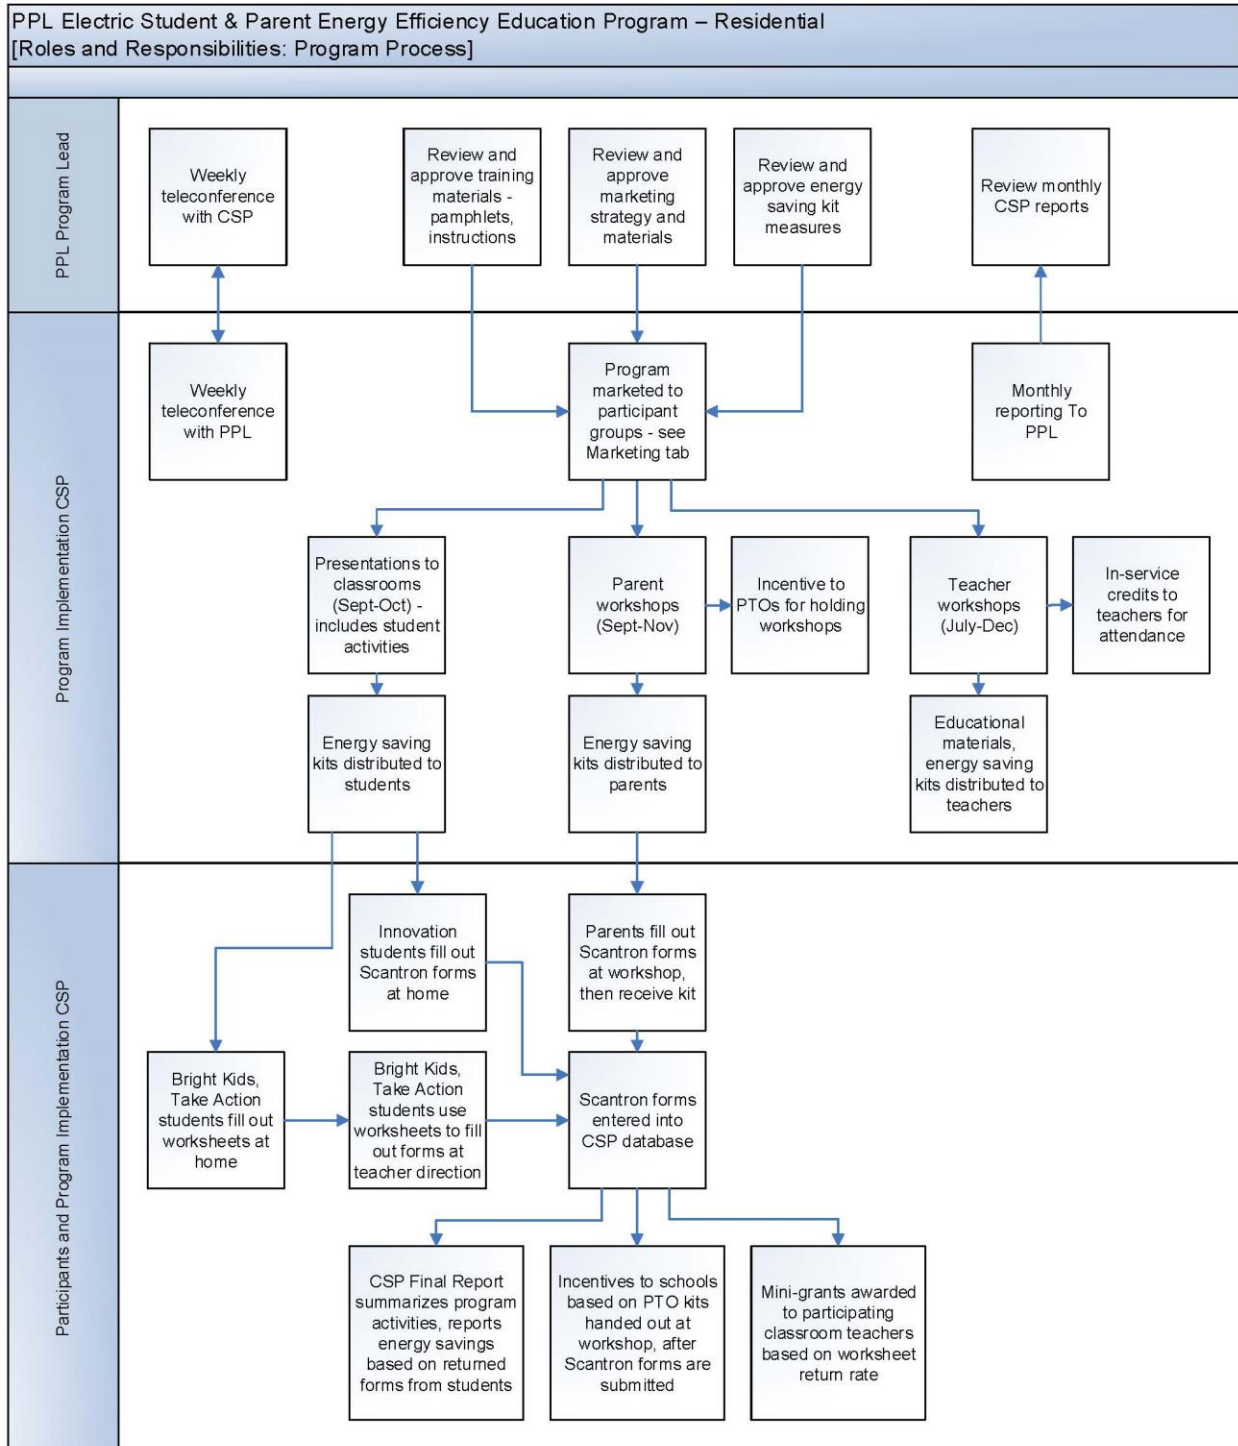 PPL Electric Student & Parent Energy Efficiency Education Program – Residential
[Roles and Responsibilities: Program Process]
PPL Program Lead
Weekly
teleconference
with CSP
Review and
approve training
materials -
pamphlets,
instructions
Review and
approve
marketing
strategy and
materials
Review and
approve energy
saving kit
measures
Review monthly
CSP reports
Program Implementation CSP
Weekly
teleconference
with PPL
Program
marketed to
participant
groups - see
Marketing tab
Monthly
reporting To
PPL
Presentations to
classrooms
(Sept-Oct) -
includes student
activities
Parent
workshops
(Sept-Nov)
Incentive to
PTOs for holding
workshops
Teacher
workshops
(July-Dec)
In-service
credits to
teachers for
attendance
Energy saving
kits distributed to
students
Energy saving
kits distributed to
parents
Educational
materials,
energy saving
kits distributed to
teachers
Participants and Program Implementation CSP
Innovation
students fill out
Scantron forms
at home
Parents fill out
Scantron forms
at workshop,
then receive kit
Bright Kids,
Take Action
students fill out
worksheets at
home
Bright Kids,
Take Action
students use
worksheets to fill
out forms at
teacher direction
Scantron forms
entered into
CSP database
CSP Final Report
summarizes program
activities, reports
energy savings
based on returned
forms from students
Incentives to schools
based on PTO kits
handed out at
workshop, after
Scantron forms are
submitted
Mini-grants awarded
to participating
classroom teachers
based on worksheet
return rate